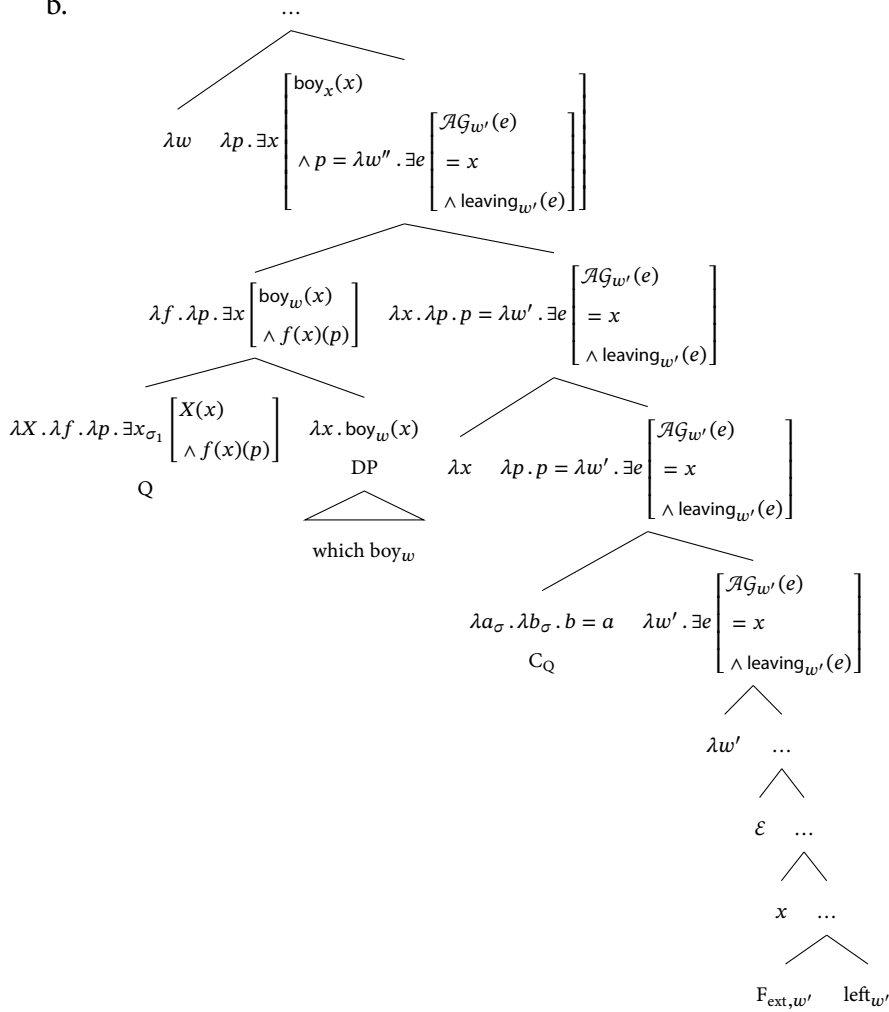 b.
…
λw λp . ∃x [boy_x(x) ∧ p = λw″ . ∃e [𝒜𝒢_w′(e) = x ∧ leaving_w′(e)]]
λf . λp . ∃x [boy_w(x) ∧ f(x)(p)] λx . λp . p = λw′ . ∃e [𝒜𝒢_w′(e) = x ∧ leaving_w′(e)]
λX . λf . λp . ∃x_σ₁ [X(x) ∧ f(x)(p)] λx . boy_w(x) λx λp . p = λw′ . ∃e [𝒜𝒢_w′(e) = x ∧ leaving_w′(e)]
Q DP
which boy_w
λa_σ . λb_σ . b = a λw′ . ∃e [𝒜𝒢_w′(e) = x ∧ leaving_w′(e)]
C_Q
λw′ …
ℰ …
x …
F_ext,w′ left_w′